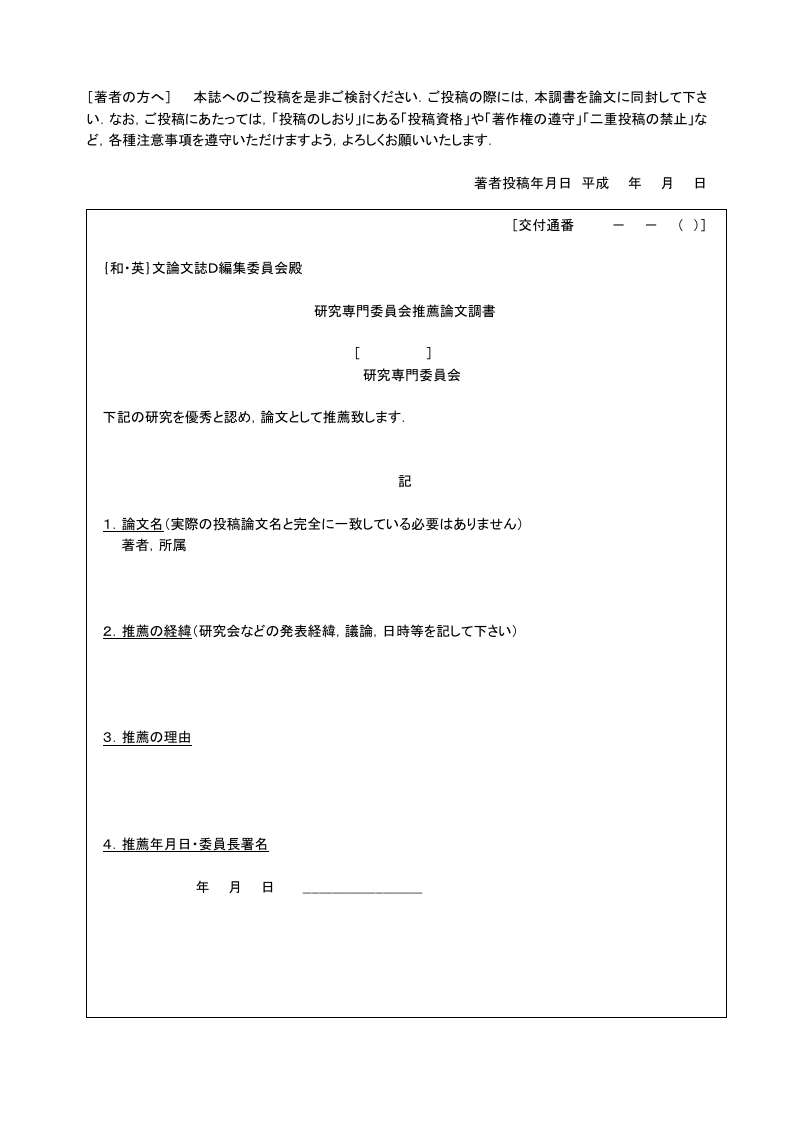 ［著者の方へ］　本誌へのご投稿を是非ご検討ください．ご投稿の際には，本調書を論文に同封して下さ
い．なお，ご投稿にあたっては，「投稿のしおり」にある「投稿資格」や「著作権の遵守」「二重投稿の禁止」な
ど，各種注意事項を遵守いただけますよう，よろしくお願いいたします．
著者投稿年月日　平成　　年　　月　　日
［交付通番　　　－　－　（　）］
｛和・英｝文論文誌Ｄ編集委員会殿
研究専門委員会推薦論文調書
［　　　　　］
研究専門委員会
下記の研究を優秀と認め，論文として推薦致します．
記
１．論文名（実際の投稿論文名と完全に一致している必要はありません）
著者，所属
２．推薦の経緯（研究会などの発表経緯，議論，日時等を記して下さい）
３．推薦の理由
４．推薦年月日・委員長署名
年　　月　　日　　_______________